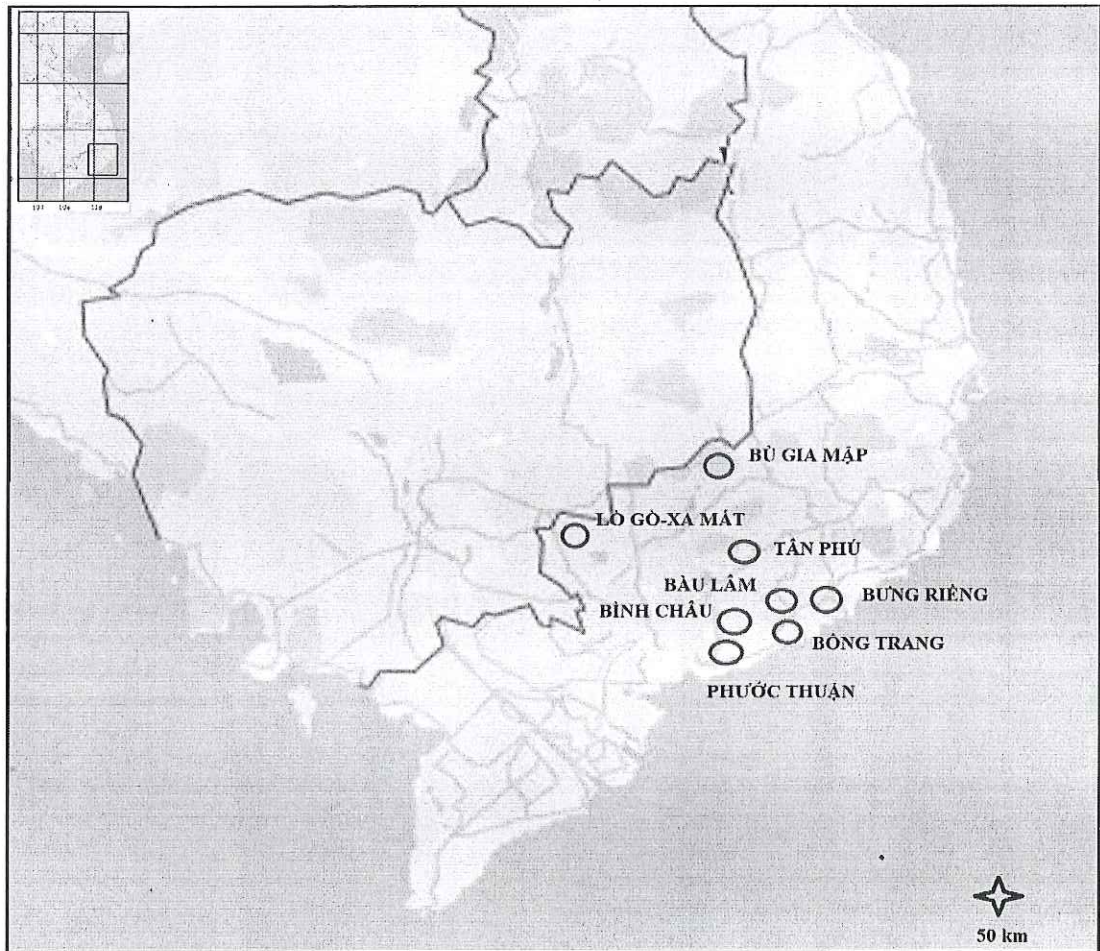 BÙ GIA MẬP
LÒ GÒ-XA MÁT
TÂN PHÚ
BÀU LÂM
BƯNG RIỀNG
BÌNH CHÂU
BÔNG TRANG
PHƯỚC THUẬN
50 km